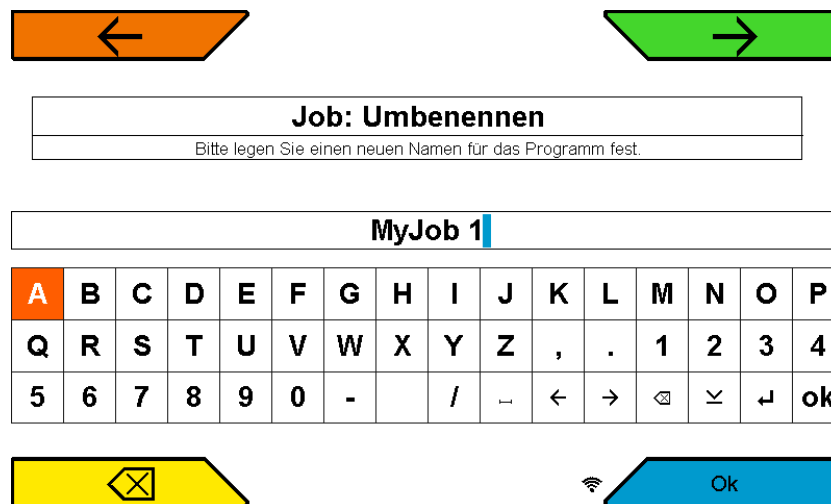 Job: Umbenennen
Bitte legen Sie einen neuen Namen für das Programm fest.
MyJob 1
A B C D E F G H I J K L M N O P
Q R S T U V W X Y Z , . 1 2 3 4
5 6 7 8 9 0 - / ⎵ ← → ⌫ ⌄ ↵ ok
Ok